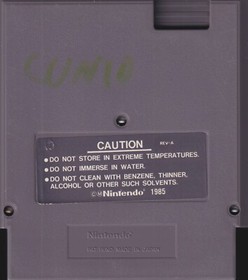 CAUTION REV-A
●DO NOT STORE IN EXTREME TEMPERATURES.
●DO NOT IMMERSE IN WATER.
●DO NOT CLEAN WITH BENZENE, THINNER,
ALCOHOL OR OTHER SUCH SOLVENTS.
©Nintendo® 1985
Nintendo®